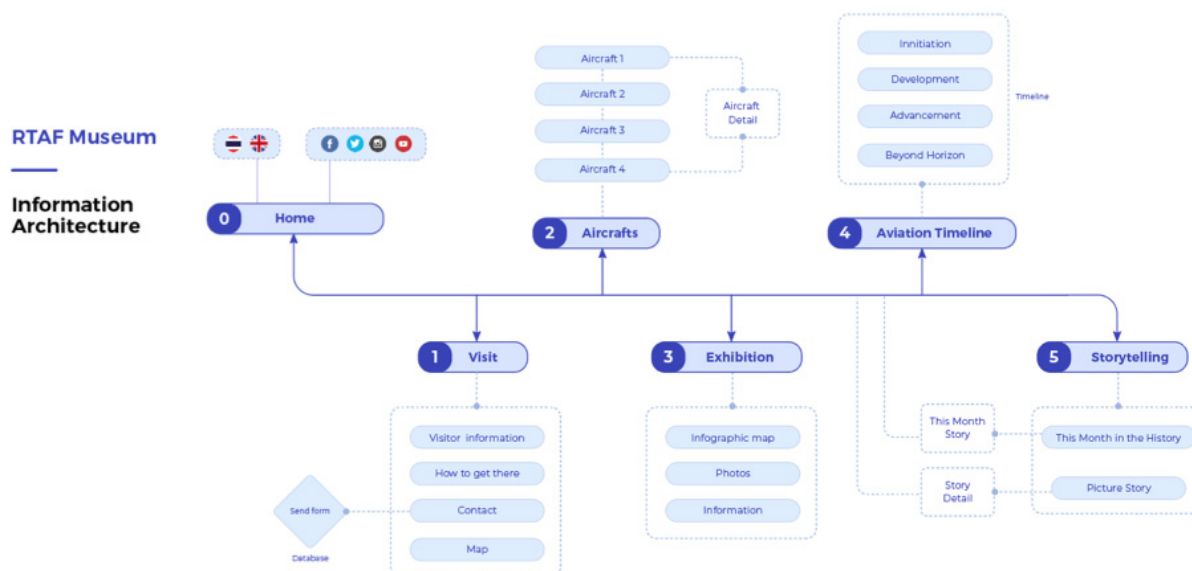 RTAF Museum
Information
Architecture
0 Home
Aircraft 1
Aircraft 2
Aircraft 3
Aircraft 4
Aircraft
Detail
2 Aircrafts
Innitiation
Development
Advancement
Beyond Horizon
Timeline
4 Aviation Timeline
1 Visit
Visitor information
How to get there
Contact
Map
Send form
Database
3 Exhibition
Infographic map
Photos
Information
5 Storytelling
This Month
Story
This Month in the History
Story
Detail
Picture Story